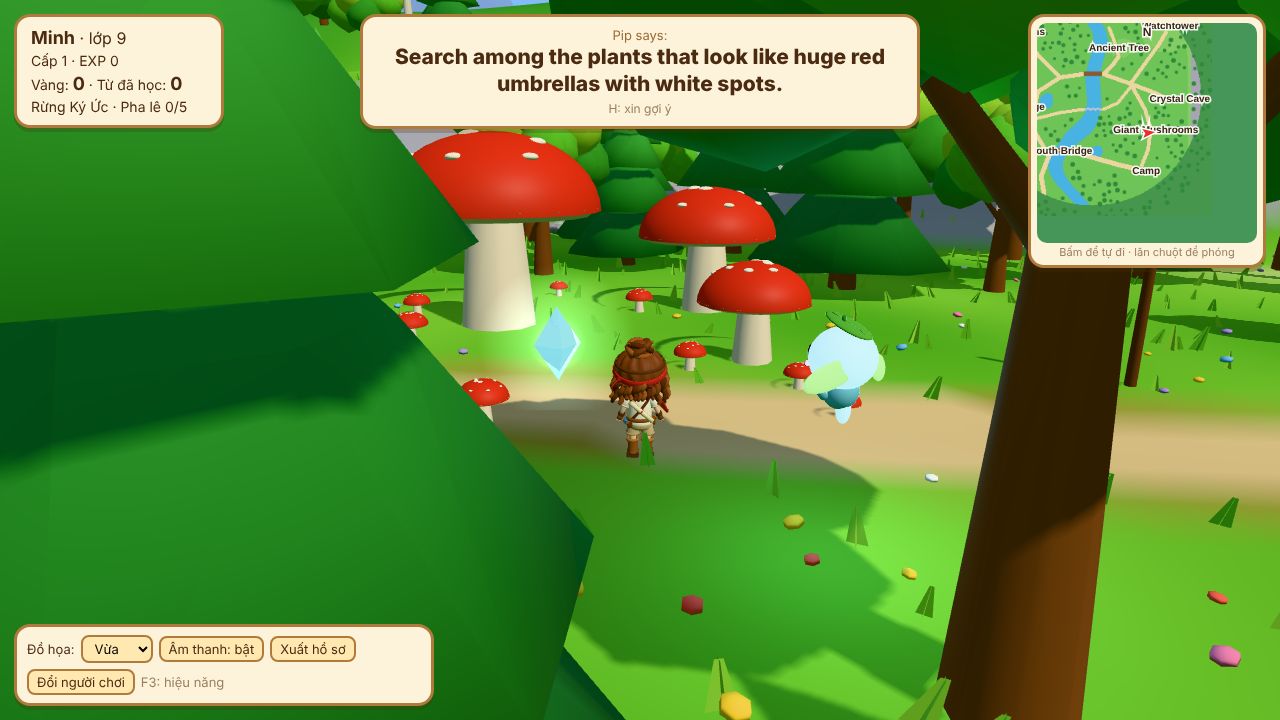 Minh · lớp 9
Cấp 1 · EXP 0
Vàng: 0 · Từ đã học: 0
Rừng Ký Ức · Pha lê 0/5
Pip says:
Search among the plants that look like huge red
umbrellas with white spots.
H: xin gợi ý
N
Ancient Tree
Crystal Cave
Giant
South Bridge
Camp
Bấm để tự đi · lăn chuột để phóng
Đồ họa: Vừa Âm thanh: bật Xuất hồ sơ
Đổi người chơi F3: hiệu năng